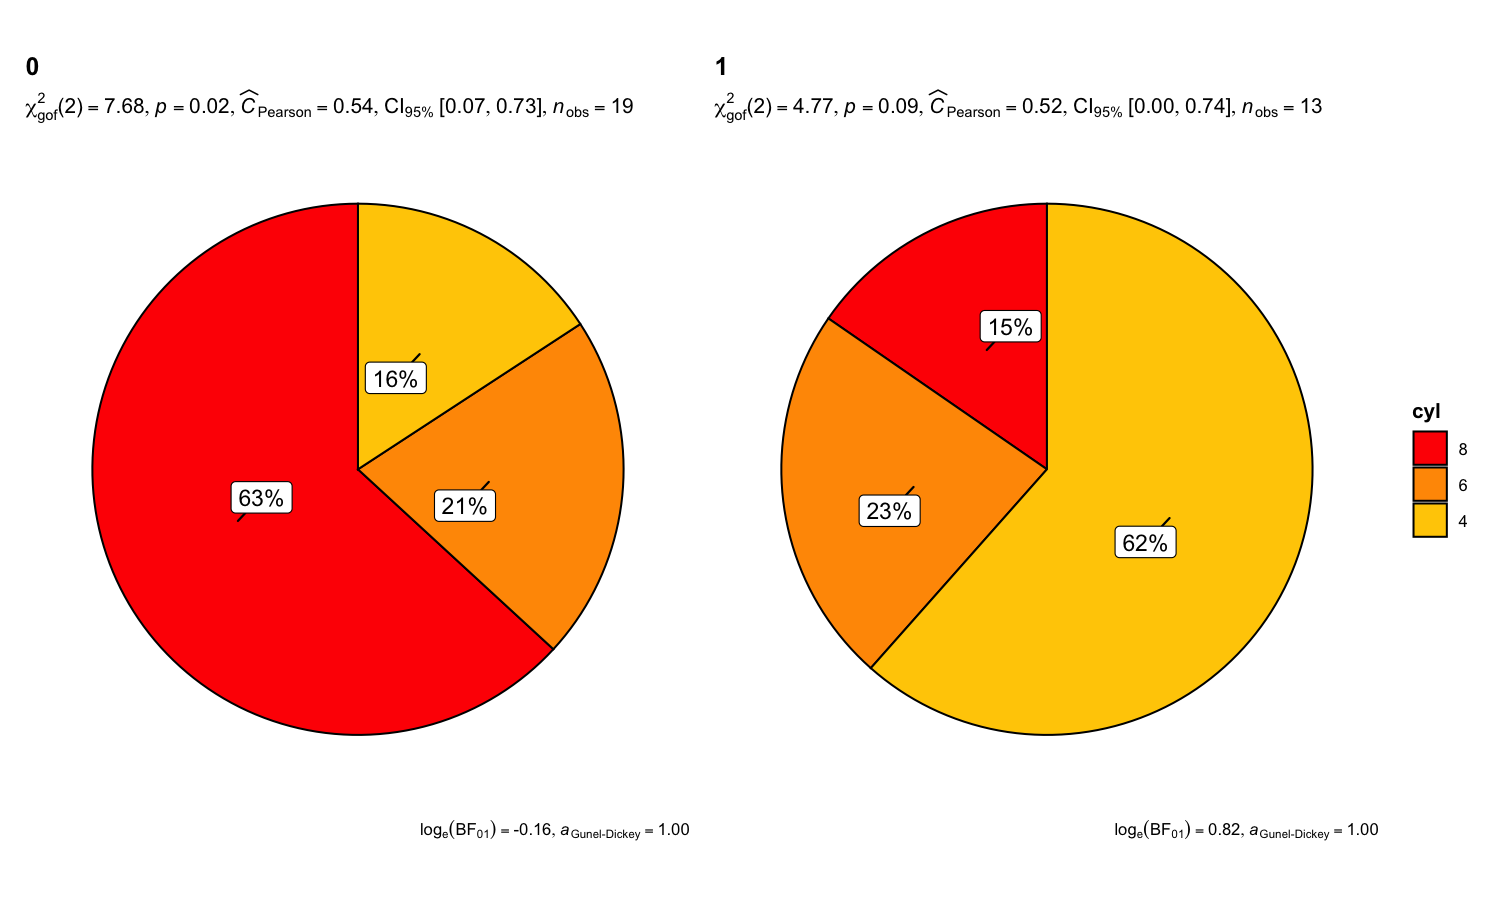 0
χ²gof(2) = 7.68, p = 0.02, ĈPearson = 0.54, CI95% [0.07, 0.73], nobs = 19
16%
21%
63%
loge(BF01) = -0.16, aGunel-Dickey = 1.00
1
χ²gof(2) = 4.77, p = 0.09, ĈPearson = 0.52, CI95% [0.00, 0.74], nobs = 13
15%
23%
62%
loge(BF01) = 0.82, aGunel-Dickey = 1.00
cyl
8
6
4